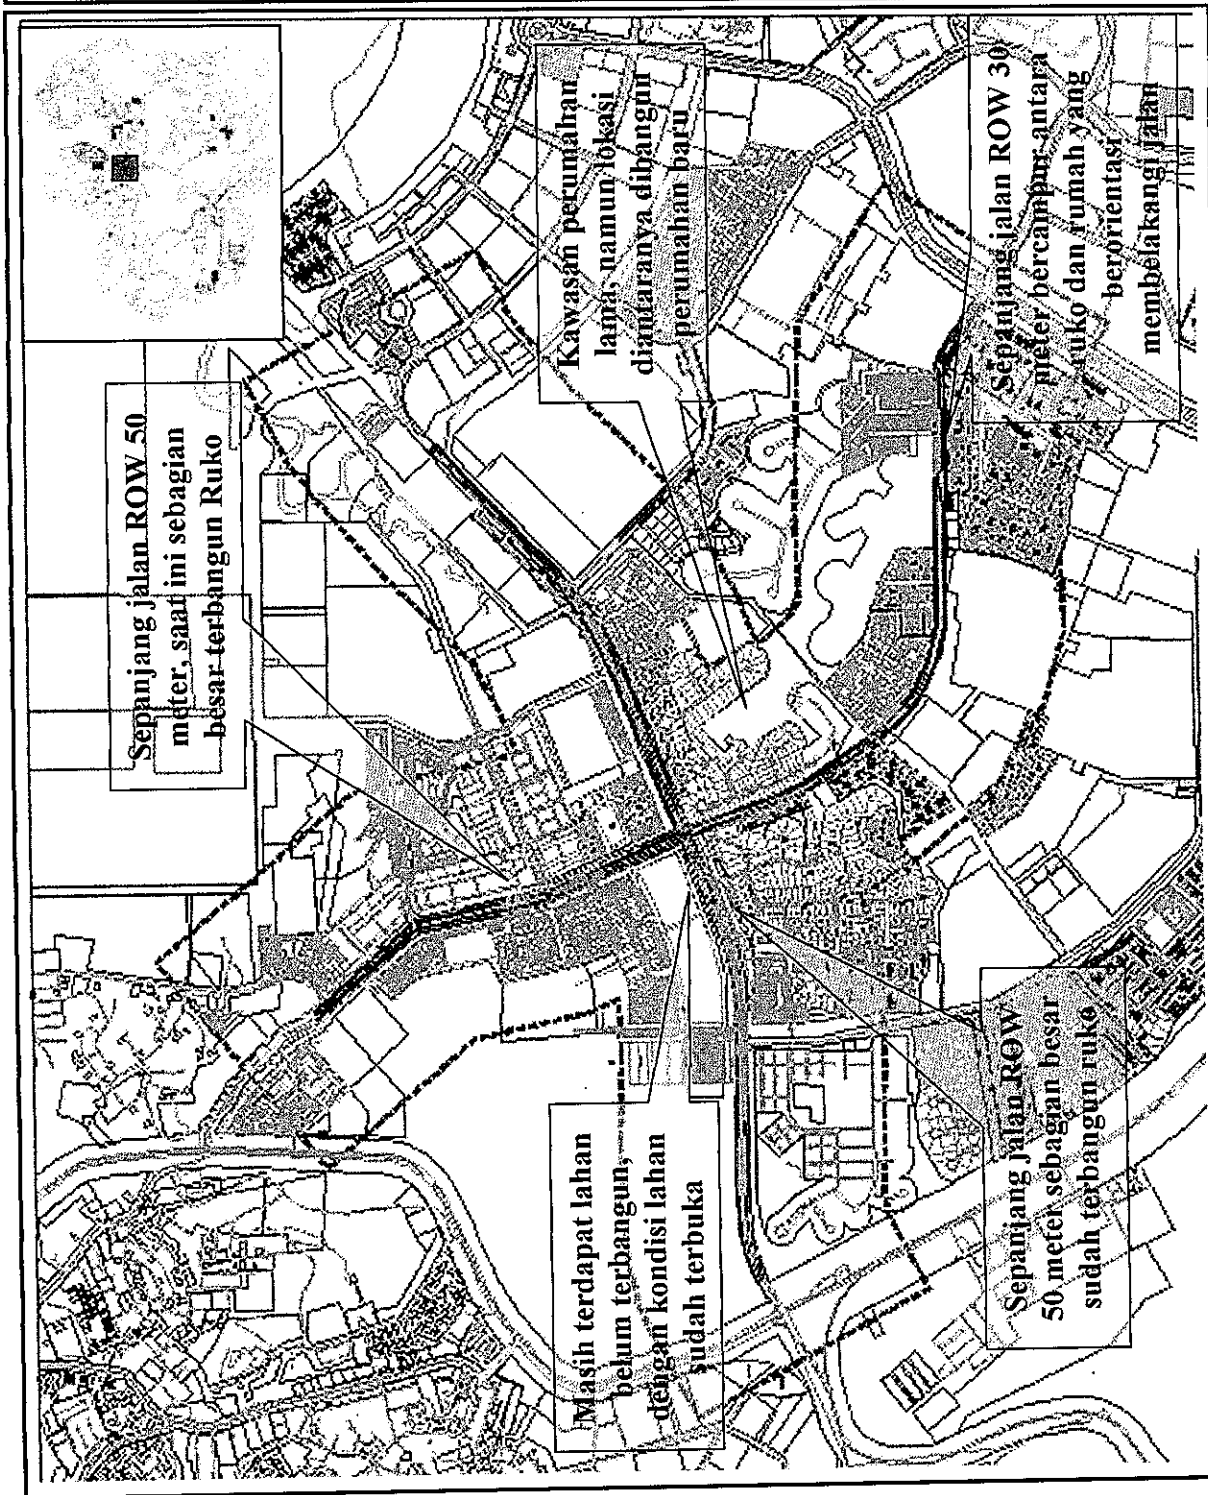 Sepanjang jalan ROW 50
meter, saat ini sebagian
besar terbangun Ruko
Kawasan perumahan
lama, namun lokasi
diantaranya dibangun
perumahan baru
Masih terdapat lahan
belum terbangun,
dengan kondisi lahan
sudah terbuka
Sepanjang jalan ROW
50 meter sebagian besar
sudah terbangun ruko
Sepanjang jalan ROW 30
meter bercampur antara
ruko dan rumah yang
berorientasi
membelakangi jalan